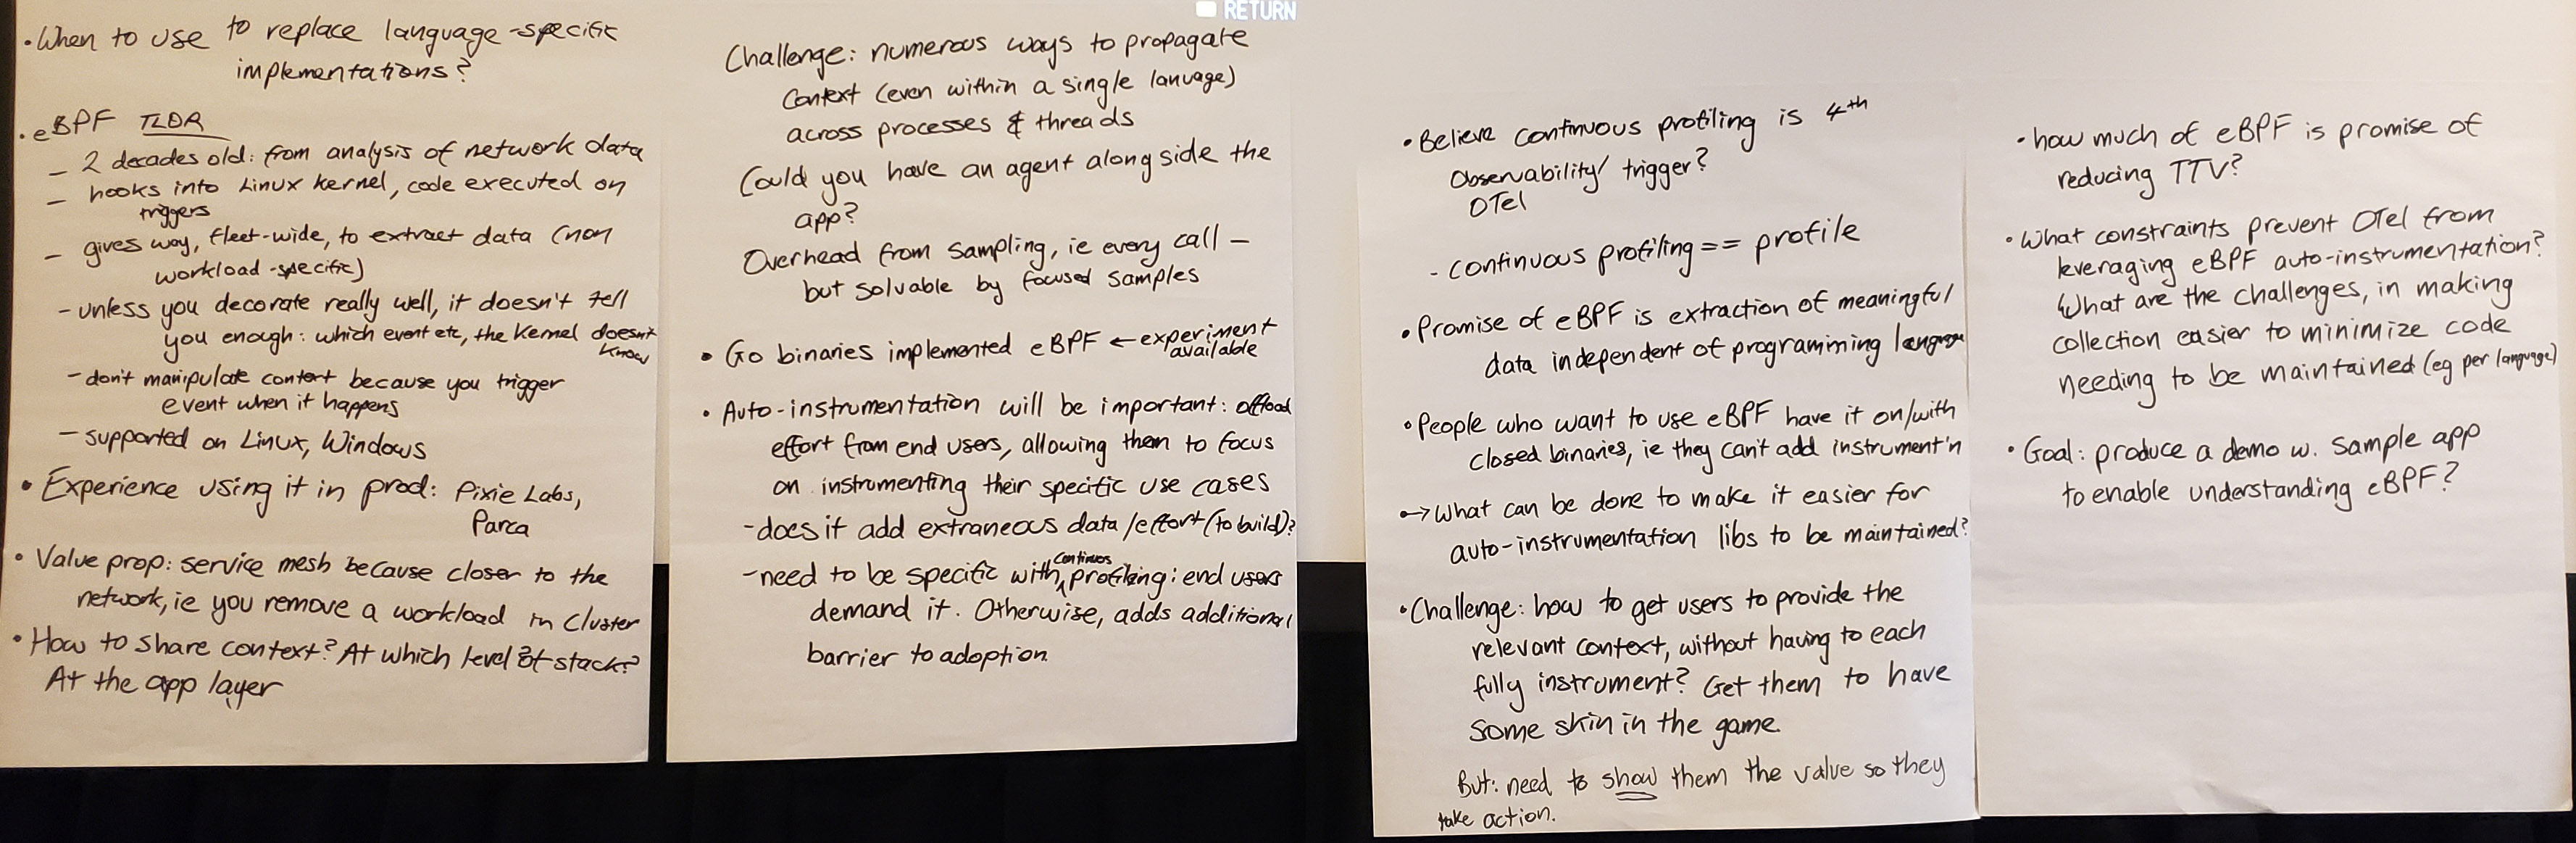 RETURN
• When to use to replace language-specific
implementations?
• eBPF TLDR
– 2 decades old: from analysis of network data
– hooks into Linux kernel, code executed on
triggers
– gives way, fleet-wide, to extract data (non
workload-specific)
– unless you decorate really well, it doesn't tell
you enough: which event etc, the kernel doesn't
know
– don't manipulate context because you trigger
event when it happens
– supported on Linux, Windows
• Experience using it in prod: Pixie Labs,
Parca
• Value prop: service mesh because closer to the
network, ie you remove a workload in cluster
• How to share context? At which level of stack?
At the app layer
Challenge: numerous ways to propagate
context (even within a single lanuage)
across processes & threads
Could you have an agent along side the
app?
Overhead from sampling, ie every call –
but solvable by focused samples
• Go binaries implemented eBPF ← experiment
available
• Auto-instrumentation will be important: offload
effort from end users, allowing them to focus
on instrumenting their specific use cases
– does it add extraneous data/effort (to build)?
– need to be specific with continuos profiling: end users
demand it. Otherwise, adds additional
barrier to adoption
• Believe continuous profiling is 4th
Observability/ trigger?
OTel
– continuous profiling == profile
• Promise of eBPF is extraction of meaningful
data independent of programming language
• People who want to use eBPF have it on/with
closed binaries, ie they can't add instrument'n
→ What can be done to make it easier for
auto-instrumentation libs to be maintained?
• Challenge: how to get users to provide the
relevant context, without having to each
fully instrument? Get them to have
some skin in the game.
But: need to show them the value so they
take action.
• how much of eBPF is promise of
reducing TTV?
• What constraints prevent OTel from
leveraging eBPF auto-instrumentation?
What are the challenges, in making
collection easier to minimize code
needing to be maintained (eg per language)
• Goal: produce a demo w. sample app
to enable understanding eBPF?